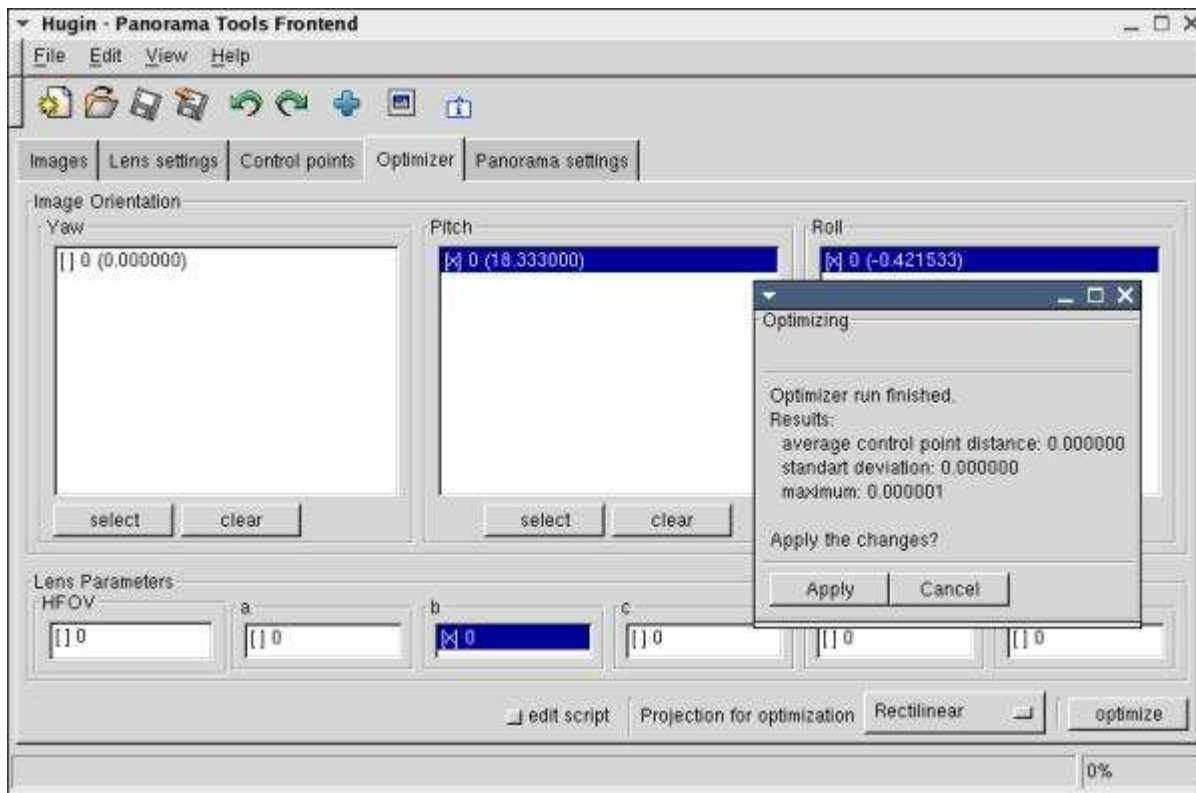 Hugin - Panorama Tools Frontend
File Edit View Help
Images Lens settings Control points Optimizer Panorama settings
Image Orientation
Yaw Pitch Roll
[ ] 0 (0.000000) [x] 0 (18.333000) [x] 0 (-0.421533)
Optimizing
Optimizer run finished.
Results:
average control point distance: 0.000000
standart deviation: 0.000000
maximum: 0.000001
select clear select clear
Apply the changes?
Apply Cancel
Lens Parameters
HFOV a b c
[ ] 0 [ ] 0 [x] 0 [ ] 0 [ ] 0 [ ] 0
edit script Projection for optimization Rectilinear optimize
0%